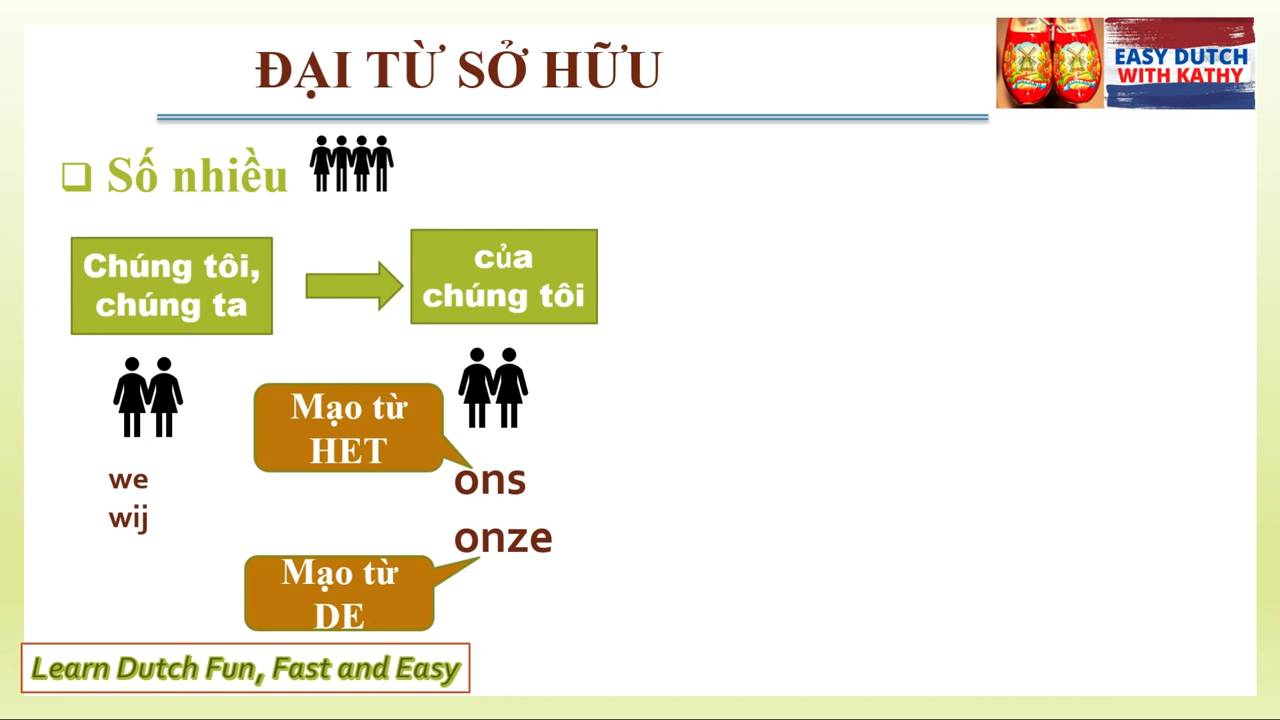 ĐẠI TỪ SỞ HỮU
EASY DUTCH
WITH KATHY
Số nhiều
Chúng tôi,
chúng ta
của
chúng tôi
Mạo từ
HET
we
wij
ons
onze
Mạo từ
DE
Learn Dutch Fun, Fast and Easy